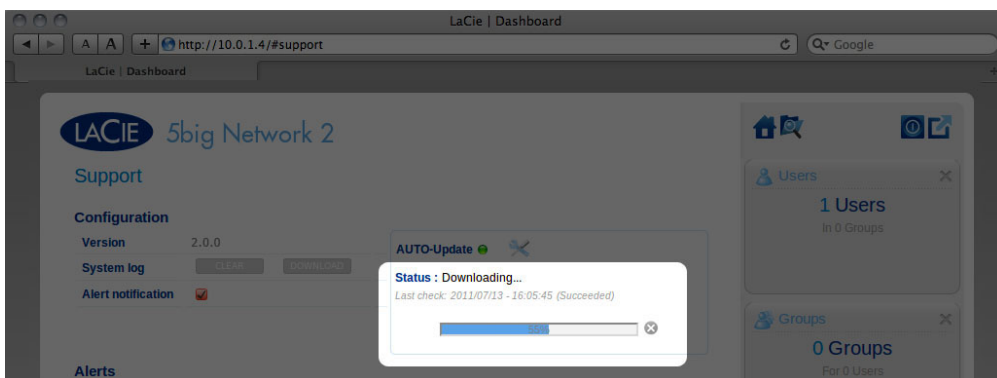 LaCie | Dashboard
A A + http://10.0.1.4/#support Google
LaCie | Dashboard
LACIE 5big Network 2
Support
Configuration
Version 2.0.0
System log CLEAR DOWNLOAD
Alert notification
AUTO-Update
Status : Downloading...
Last check: 2011/07/13 - 16:05:45 (Succeeded)
55%
Alerts
Users
1 Users
In 0 Groups
Groups
0 Groups
For 0 Users